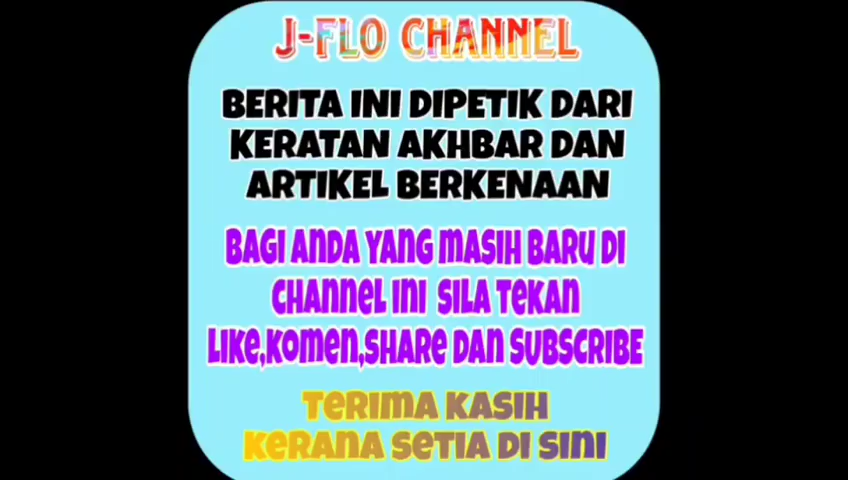 J-FLO CHANNEL
BERITA INI DIPETIK DARI
KERATAN AKHBAR DAN
ARTIKEL BERKENAAN
BAGI ANDA YANG MASIH BARU DI
CHANNEL INI SILA TEKAN
LIKE,KOMEN,SHARE DAN SUBSCRIBE
TERIMA KASIH
KERANA SETIA DI SINI